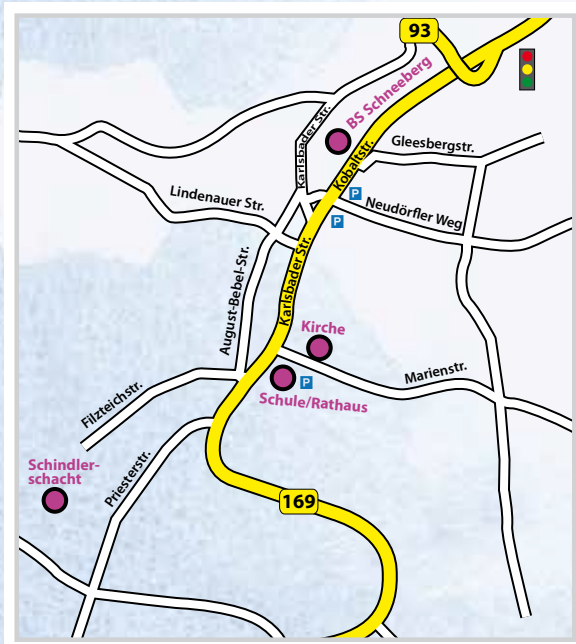 93
BS Schneeberg
Karlsbader Str.
Kobaltstr.
Gleesbergstr.
Lindenauer Str.
P
Neudörfler Weg
P
August-Bebel-Str.
Karlsbader Str.
Kirche
Marienstr.
P
Schule/Rathaus
Filzteichstr.
Priesterstr.
Schindler-
schacht
169